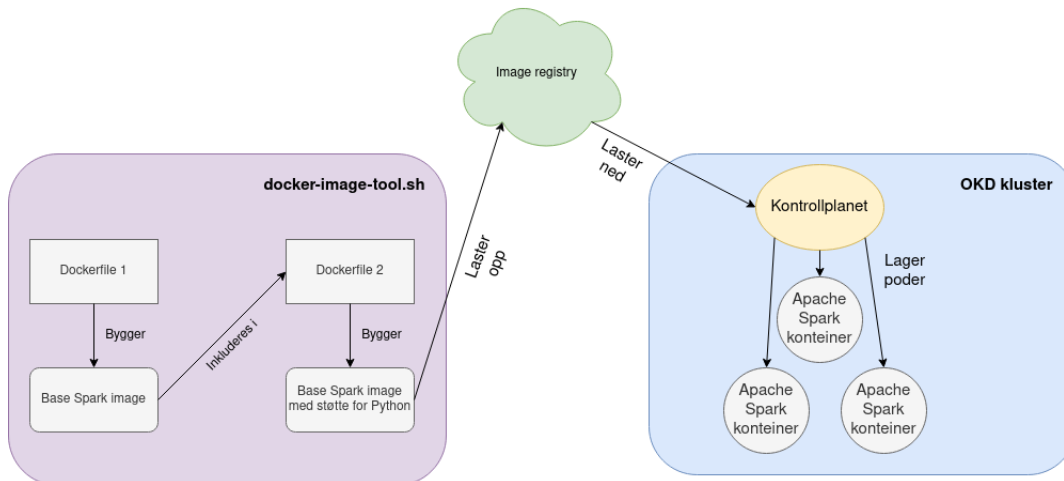 Image registry
Laster
ned
docker-image-tool.sh
OKD kluster
Kontrollplanet
Dockerfile 1
Dockerfile 2
Laster
opp
Lager
poder
Bygger
Inkluderes i
Bygger
Apache
Spark
konteiner
Base Spark image
Base Spark image
med støtte for Python
Apache
Spark
konteiner
Apache
Spark
konteiner